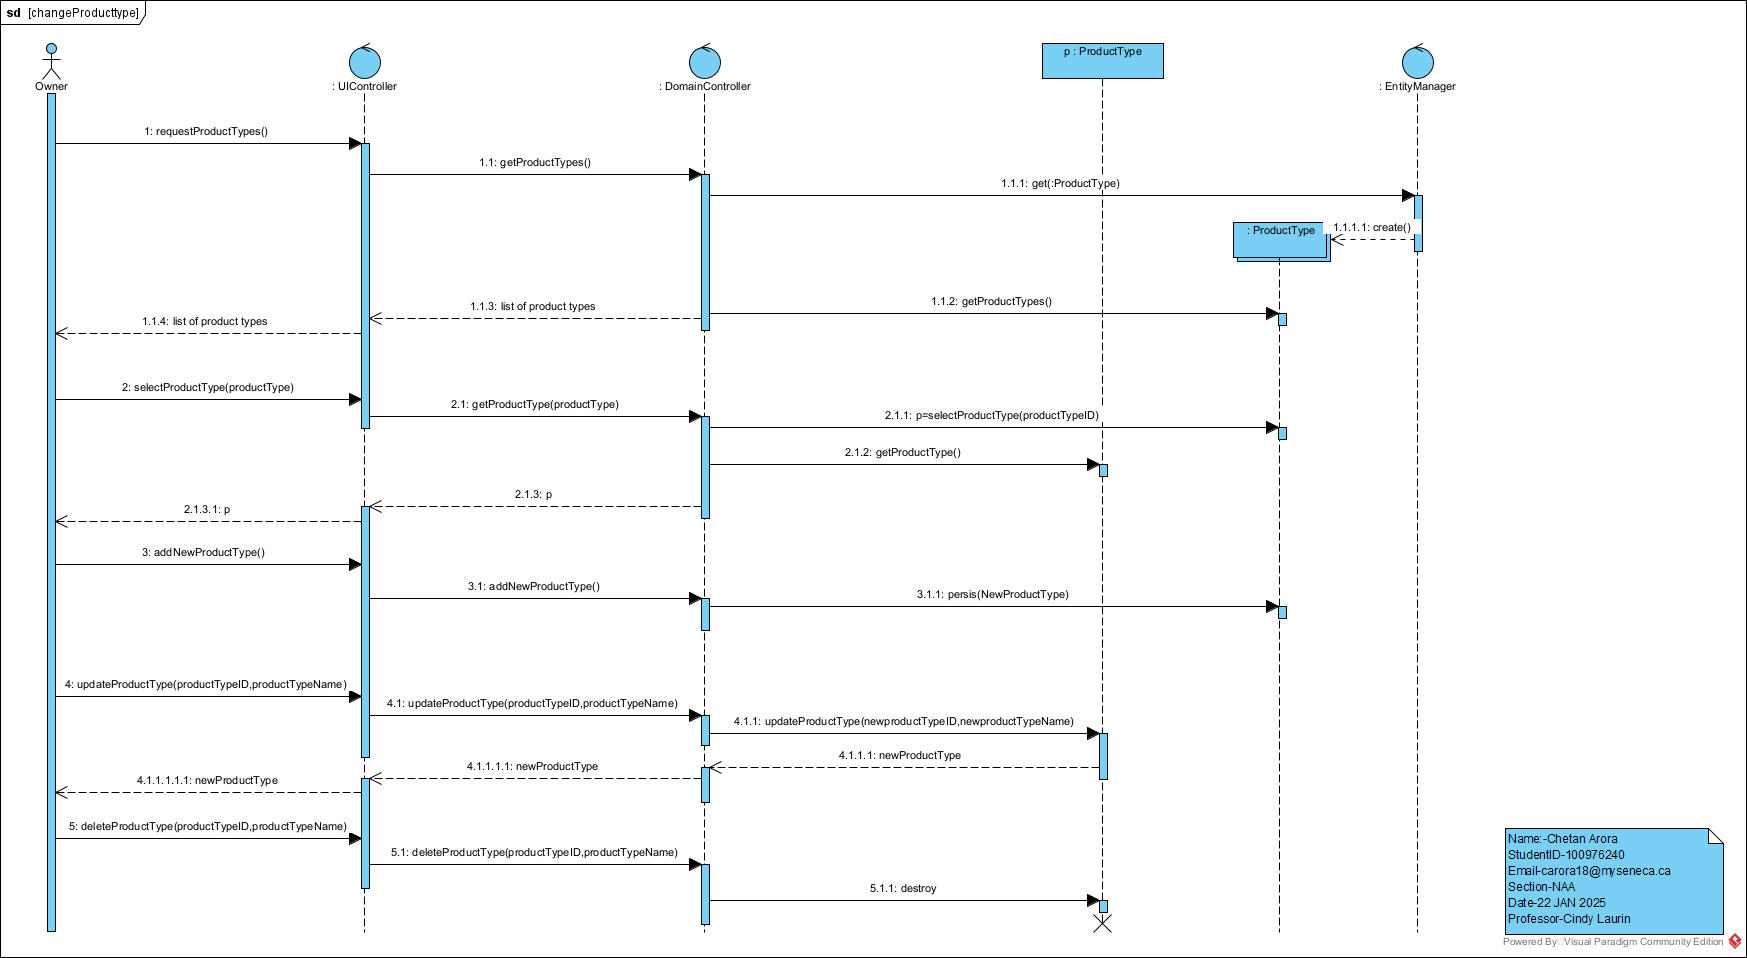 sd [changeProducttype]
Owner
: UIController
: DomainController
p : ProductType
: EntityManager
1: requestProductTypes()
1.1: getProductTypes()
1.1.1: get(:ProductType)
1.1.1.1: create()
: ProductType
1.1.2: getProductTypes()
1.1.3: list of product types
1.1.4: list of product types
2: selectProductType(productType)
2.1: getProductType(productType)
2.1.1: p=selectProductType(productTypeID)
2.1.2: getProductType()
2.1.3: p
2.1.3.1: p
3: addNewProductType()
3.1: addNewProductType()
3.1.1: persis(NewProductType)
4: updateProductType(productTypeID,productTypeName)
4.1: updateProductType(productTypeID,productTypeName)
4.1.1: updateProductType(newproductTypeID,newproductTypeName)
4.1.1.1: newProductType
4.1.1.1.1: newProductType
4.1.1.1.1.1: newProductType
5: deleteProductType(productTypeID,productTypeName)
5.1: deleteProductType(productTypeID,productTypeName)
5.1.1: destroy
Name:-Chetan Arora
StudentID-100976240
Email-carora18@myseneca.ca
Section-NAA
Date-22 JAN 2025
Professor-Cindy Laurin
Powered By Visual Paradigm Community Edition